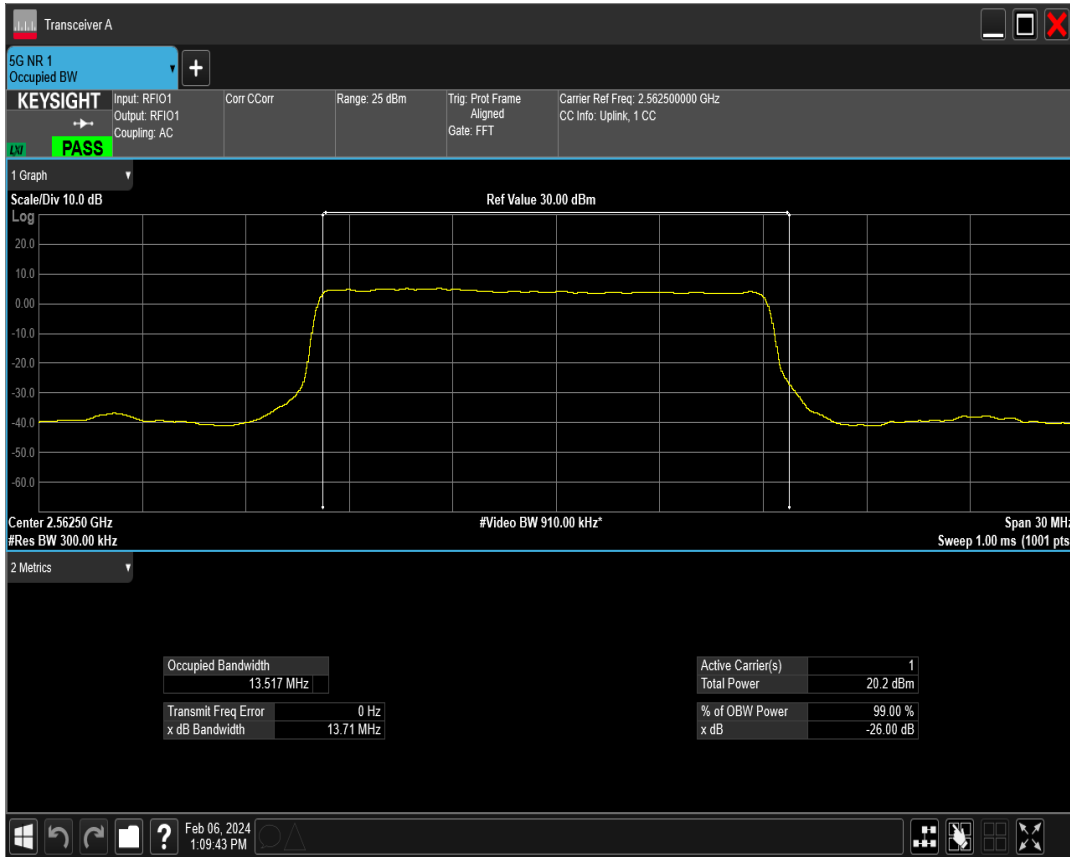 Transceiver A
5G NR 1
Occupied BW
+
KEYSIGHT
LXI
PASS
Input: RFIO1
Output: RFIO1
Coupling: AC
Corr CCorr
Range: 25 dBm
Trig: Prot Frame
Aligned
Gate: FFT
Carrier Ref Freq: 2.562500000 GHz
CC Info: Uplink, 1 CC
1 Graph
Scale/Div 10.0 dB
Ref Value 30.00 dBm
Log
20.0
10.0
0.00
-10.0
-20.0
-30.0
-40.0
-50.0
-60.0
Center 2.56250 GHz
#Video BW 910.00 kHz*
Span 30 MHz
#Res BW 300.00 kHz
Sweep 1.00 ms (1001 pts
2 Metrics
Occupied Bandwidth
13.517 MHz
Transmit Freq Error 0 Hz
x dB Bandwidth 13.71 MHz
Active Carrier(s) 1
Total Power 20.2 dBm
% of OBW Power 99.00 %
x dB -26.00 dB
?
Feb 06, 2024
1:09:43 PM